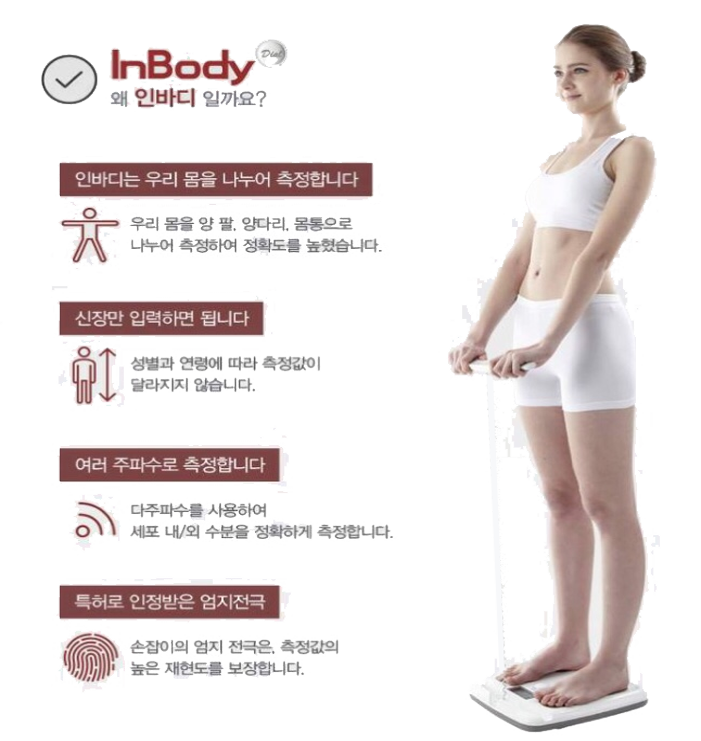 InBody Dial
왜 인바디 일까요?
인바디는 우리 몸을 나누어 측정합니다
우리 몸을 양 팔, 양다리, 몸통으로
나누어 측정하여 정확도를 높혔습니다.
신장만 입력하면 됩니다
성별과 연령에 따라 측정값이
달라지지 않습니다.
여러 주파수로 측정합니다
다주파수를 사용하여
세포 내/외 수분을 정확하게 측정합니다.
특허로 인정받은 엄지전극
손잡이의 엄지 전극은, 측정값의
높은 재현도를 보장합니다.